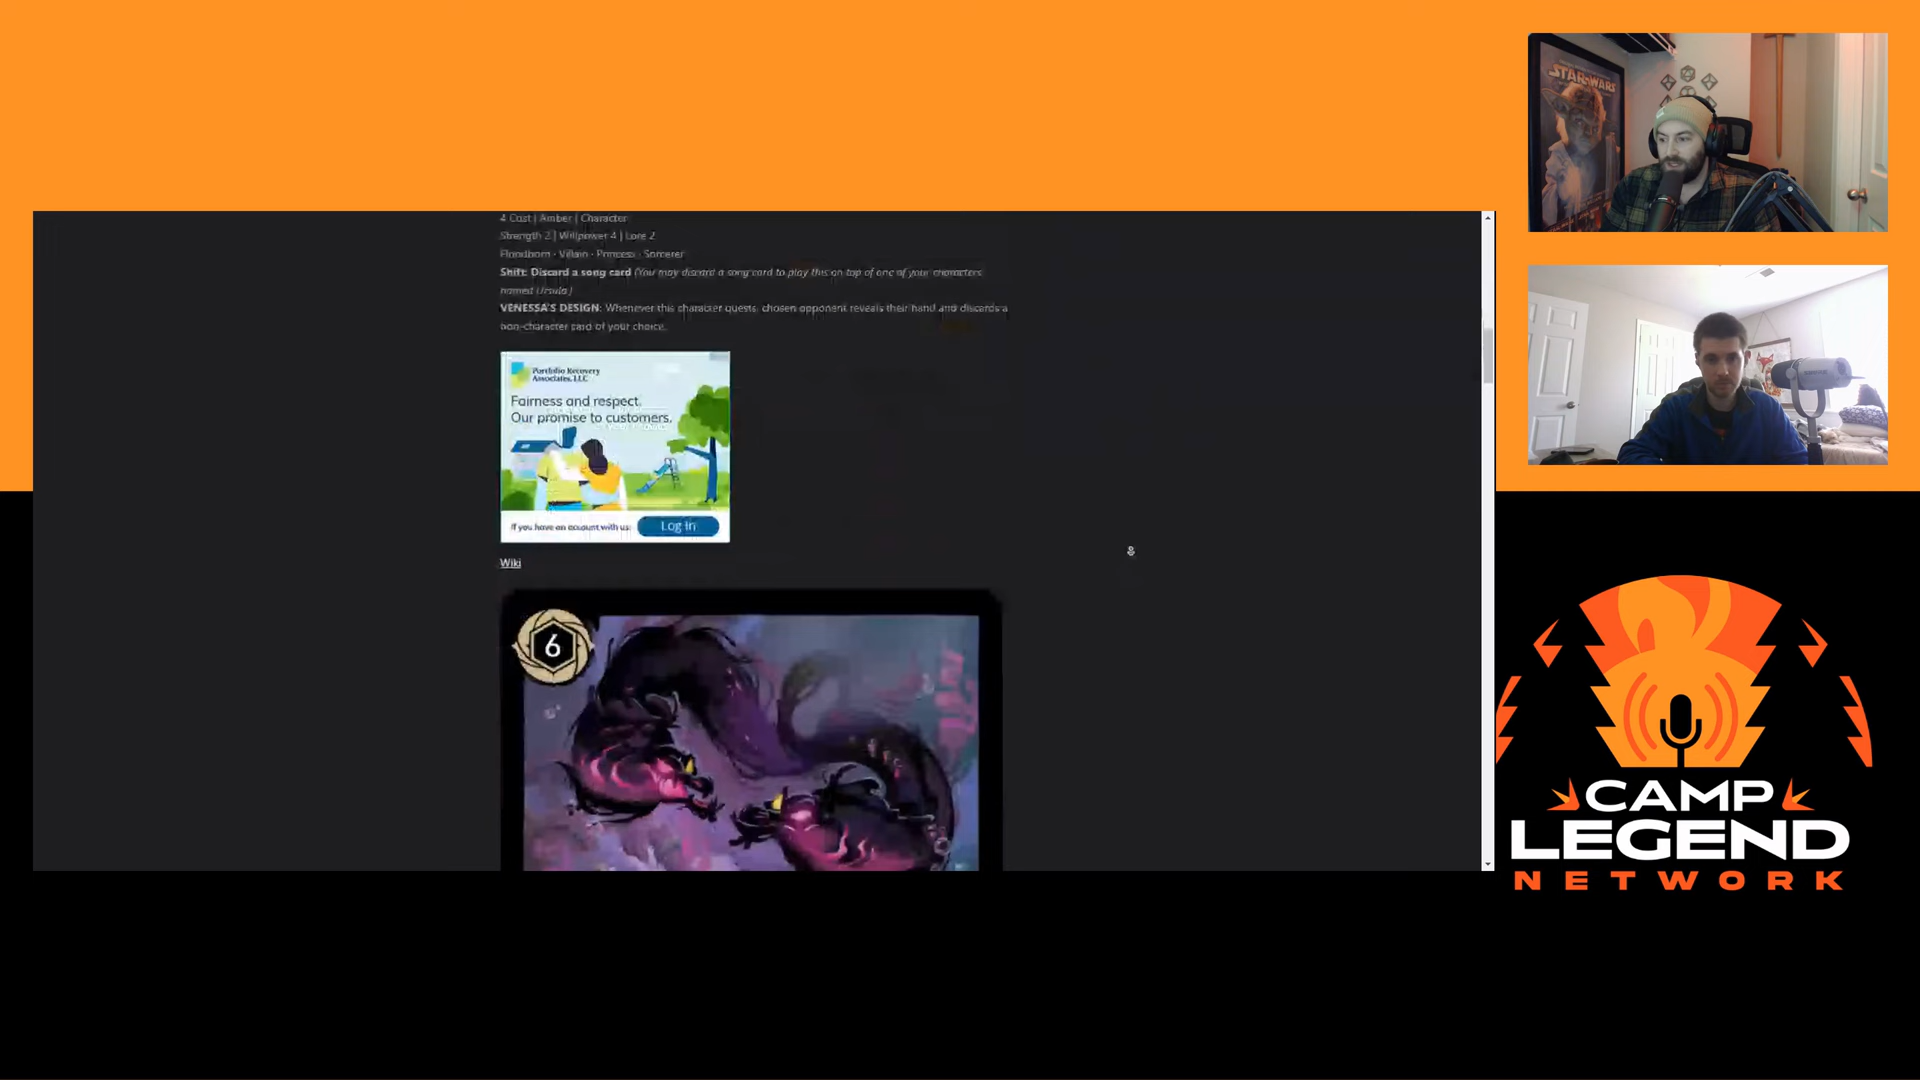 STAR WARS
4 Cost | Amber | Character
Strength 2 | Willpower 4 | Lore 2
Floodborn · Villain · Princess · Sorcerer
Shift: Discard a song card (You may discard a song card to play this on top of one of your characters
named Ursula.)
VENESSA'S DESIGN: Whenever this character quests, chosen opponent reveals their hand and discards a
non-character card of your choice.
Portfolio Recovery
Associates, LLC
Fairness and respect.
Our promise to customers.
If you have an account with us:
Log In
Wiki
6
CAMP
LEGEND
NETWORK